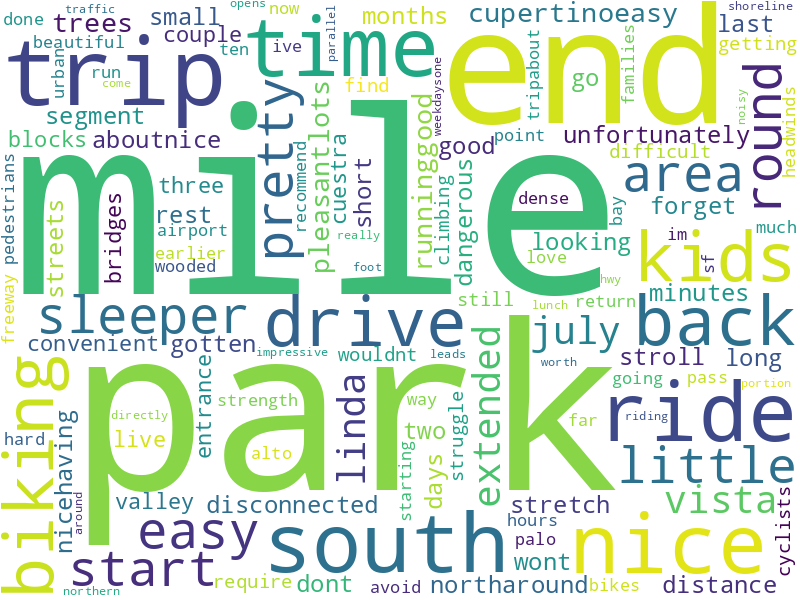 traffic
opens
shoreline
done
small
couple
ten
now
ive
cupertinoeasy
last
trees
beautiful
trip
time
end
getting
urban
run
come
months
parallel
find
tripabout
go
families
round
segment
blocks
aboutnice
pretty
lots
weekdaysone
good
point
unfortunately
noisy
headwinds
difficult
mile
pedestrians
three
recommend
pleasant
cuestra
short
runninggood
climbing
dangerous
dense
area
forget
streets
bridges
rest
airport
earlier
wooded
really
foot
looking
love
bay
im
sf
much
kids
hwy
freeway
sleeper
drive
still
lunch
return
minutes
back
july
convenient
gotten
impressive
wouldnt
leads
worth
stroll
long
going
pass
portion
biking
park
nicehaving
entrance
strength
linda
way
extended
far
riding
ride
directly
hard
live
alto
two
struggle
little
around
valley
disconnected
starting
days
stretch
vista
cyclists
easy
south
hours
palo
nice
start
wont
northern
require
dont
avoid
northaround
bikes
distance